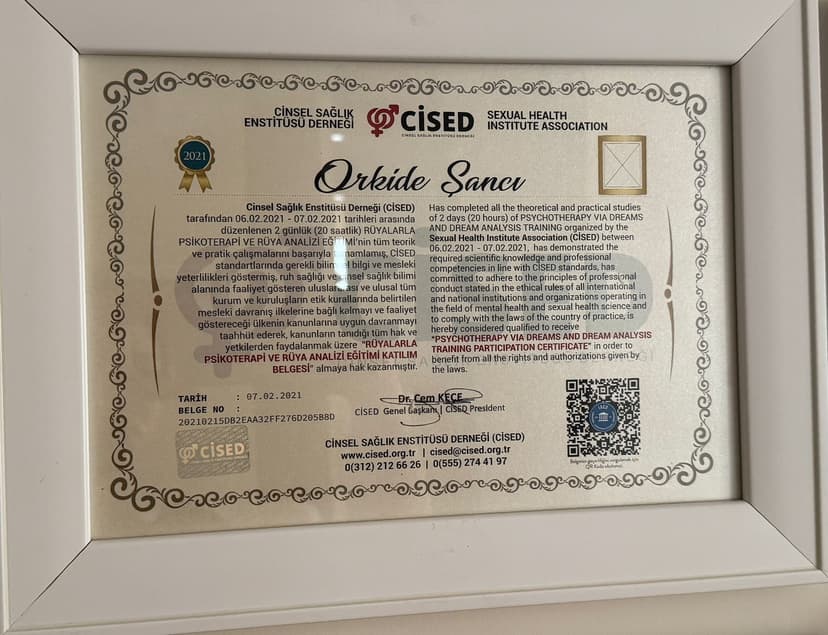 CİNSEL SAĞLIK
ENSTİTÜSÜ DERNEĞİ
CİSED
CİNSEL SAĞLIK ENSTİTÜSÜ DERNEĞİ
SEXUAL HEALTH
INSTITUTE ASSOCIATION
2021
Orkide Şancı
Cinsel Sağlık Enstitüsü Derneği (CİSED)
tarafından 06.02.2021 - 07.02.2021 tarihleri arasında
düzenlenen 2 günlük (20 saatlik) RÜYALARLA
PSİKOTERAPİ VE RÜYA ANALİZİ EĞİTİMİ'nin tüm teorik
ve pratik çalışmalarını başarıyla tamamlamış, CİSED
standartlarında gerekli bilimsel bilgi ve mesleki
yeterlilikleri göstermiş, ruh sağlığı ve cinsel sağlık bilimi
alanında faaliyet gösteren uluslararası ve ulusal tüm
kurum ve kuruluşların etik kurallarında belirtilen
mesleki davranış ilkelerine bağlı kalmayı ve faaliyet
göstereceği ülkenin kanunlarına uygun davranmayı
taahhüt ederek, kanunların tanıdığı tüm hak ve
yetkilerden faydalanmak üzere "RÜYALARLA
PSİKOTERAPİ VE RÜYA ANALİZİ EĞİTİMİ KATILIM
BELGESİ" almaya hak kazanmıştır.
Has completed all the theoretical and practical studies
of 2 days (20 hours) of PSYCHOTHERAPY VIA DREAMS
AND DREAM ANALYSIS TRAINING organized by the
Sexual Health Institute Association (CİSED) between
06.02.2021 - 07.02.2021, has demonstrated the
required scientific knowledge and professional
competencies in line with CİSED standards, has
committed to adhere to the principles of professional
conduct stated in the ethical rules of all international
and national institutions and organizations operating in
the field of mental health and sexual health science and
to comply with the laws of the country of practice, is
hereby considered qualified to receive
"PSYCHOTHERAPY VIA DREAMS AND DREAM ANALYSIS
TRAINING PARTICIPATION CERTIFICATE" in order to
benefit from all the rights and authorizations given by
the laws.
TARİH : 07.02.2021
BELGE NO :
20210215DB2EAA32FF276D205B8D
Dr. Cem KEÇE
CİSED Genel Başkanı | CİSED President
CİSED
CİNSEL SAĞLIK ENSTİTÜSÜ DERNEĞİ (CİSED)
www.cised.org.tr | cised@cised.org.tr
0(312) 212 66 26 | 0(555) 274 41 97
Belgenin geçerliliğini sorgulamak için
QR Kodu okutunuz.